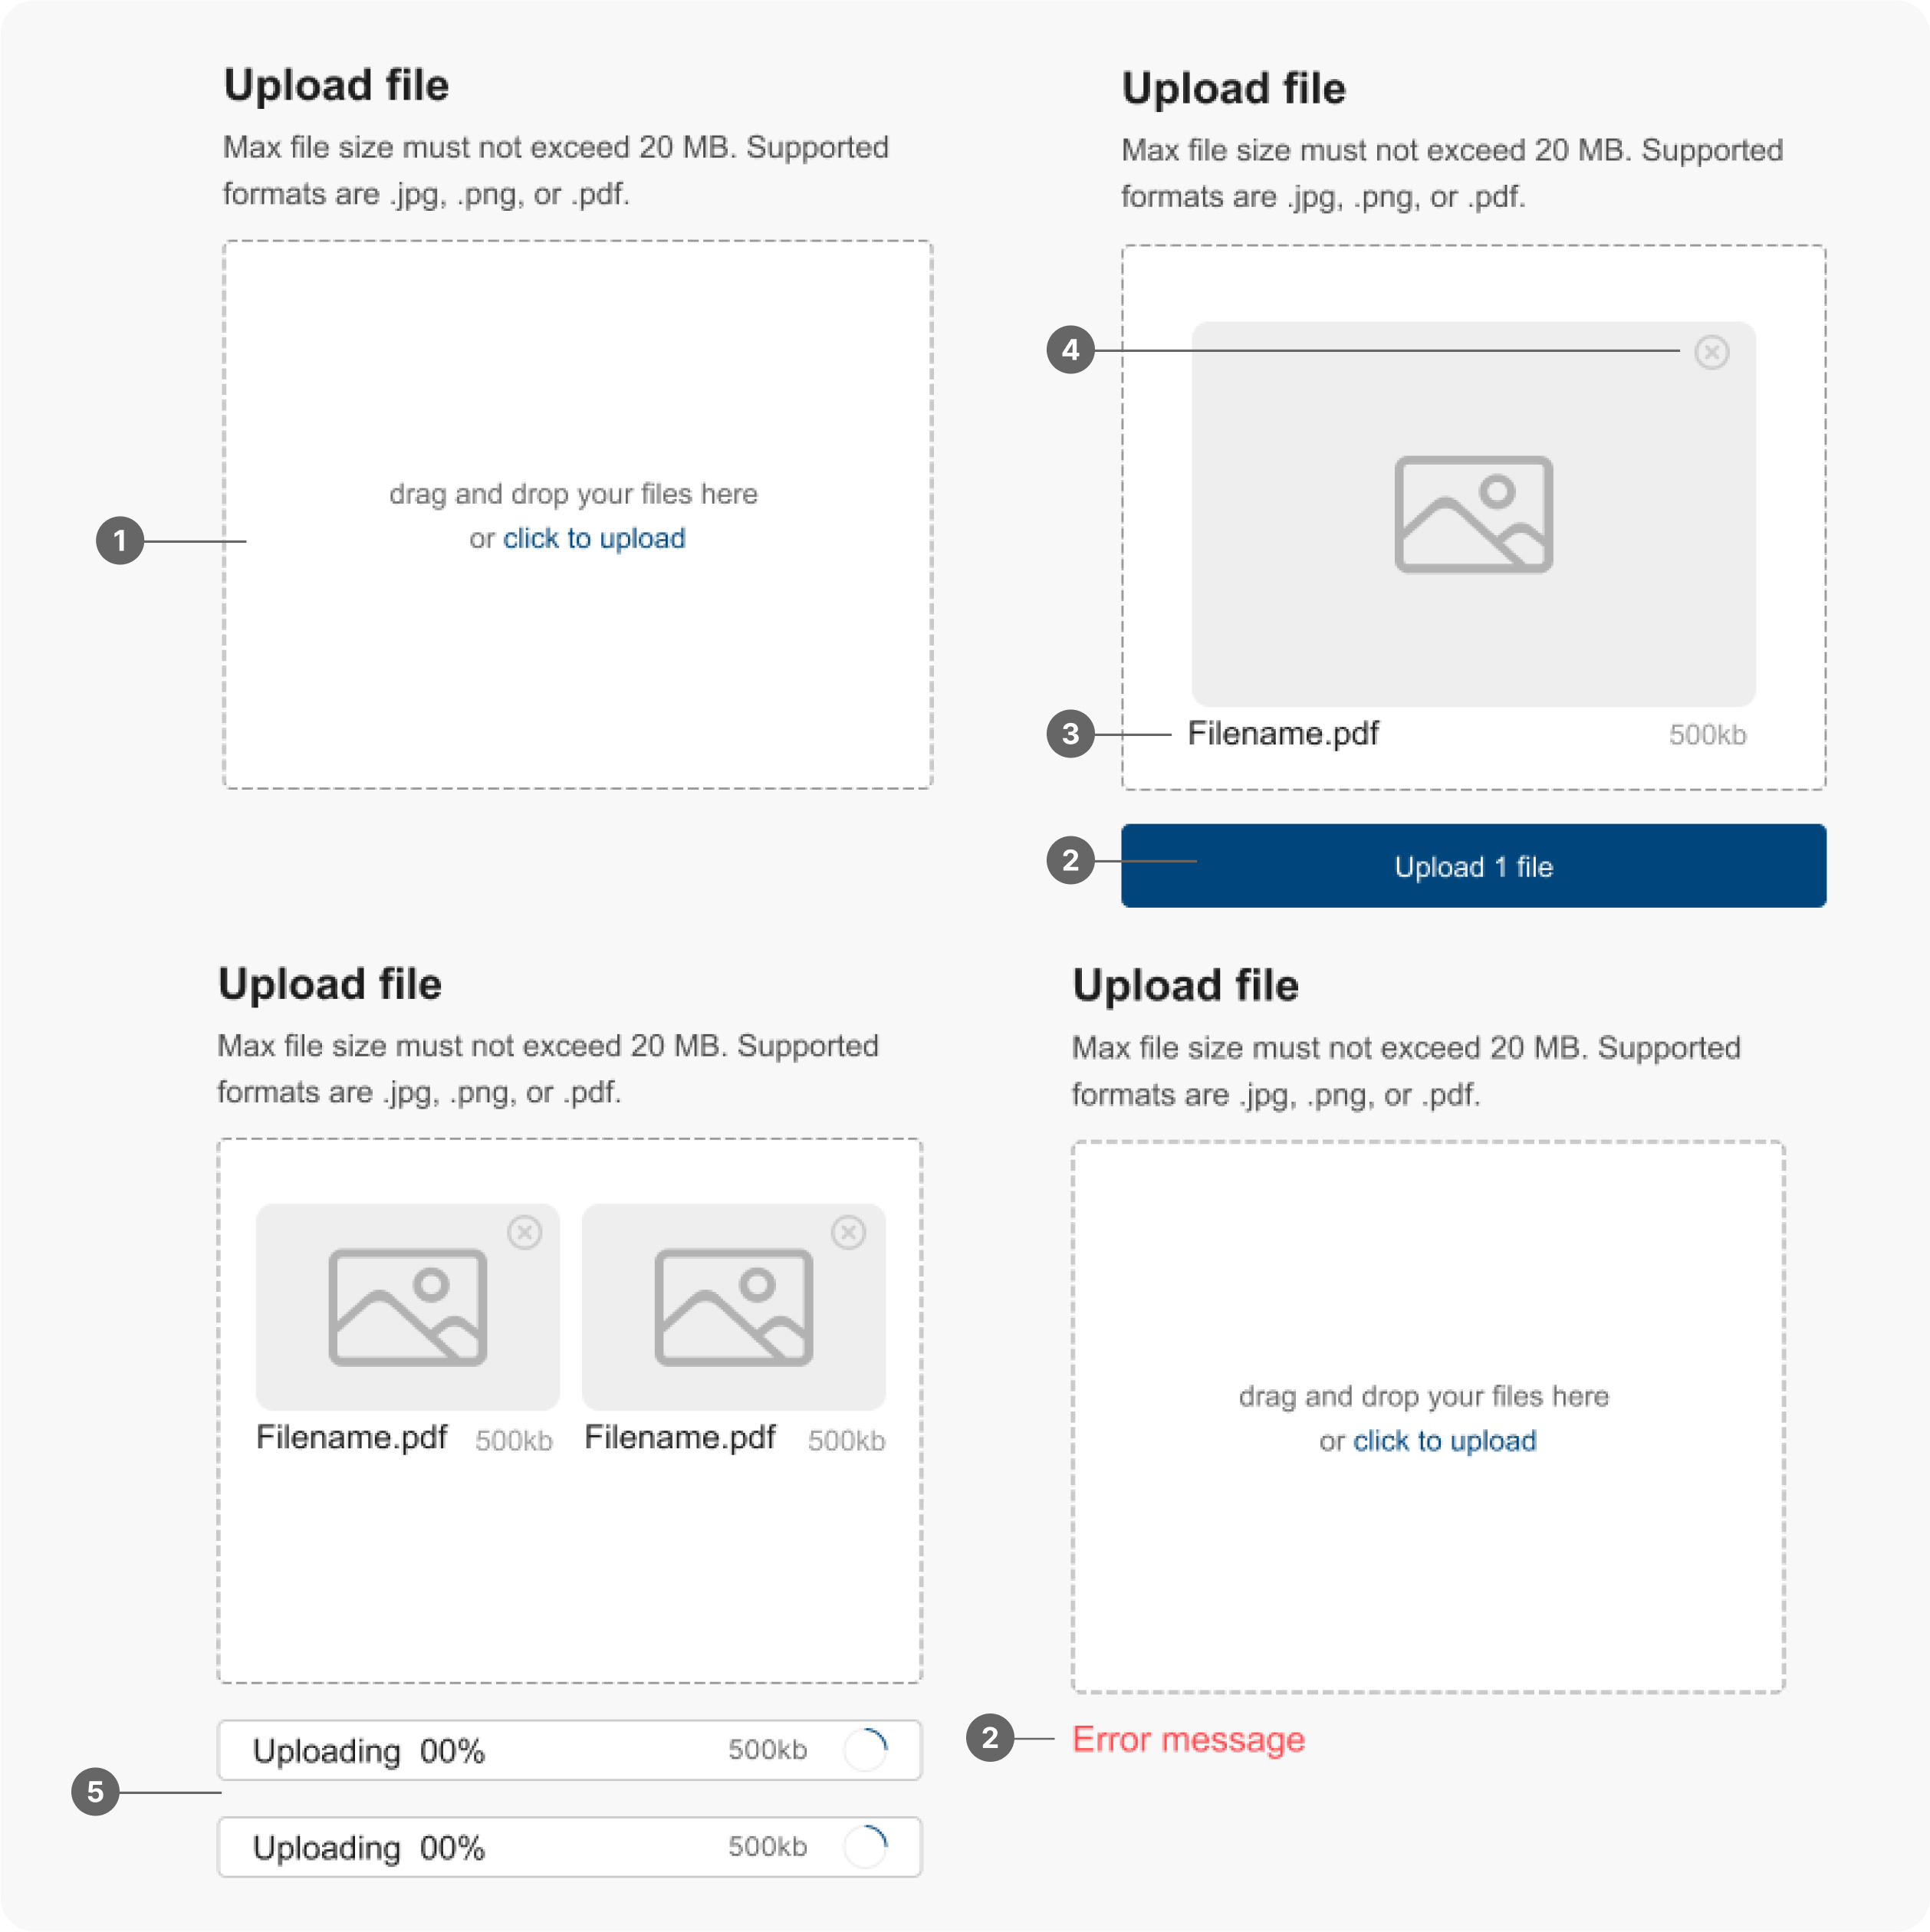 Upload file
Max file size must not exceed 20 MB. Supported
formats are .jpg, .png, or .pdf.
1
drag and drop your files here
or click to upload
Upload file
Max file size must not exceed 20 MB. Supported
formats are .jpg, .png, or .pdf.
4
3
Filename.pdf 500kb
2
Upload 1 file
Upload file
Max file size must not exceed 20 MB. Supported
formats are .jpg, .png, or .pdf.
Filename.pdf 500kb Filename.pdf 500kb
5
Uploading 00% 500kb
Uploading 00% 500kb
Upload file
Max file size must not exceed 20 MB. Supported
formats are .jpg, .png, or .pdf.
drag and drop your files here
or click to upload
2
Error message